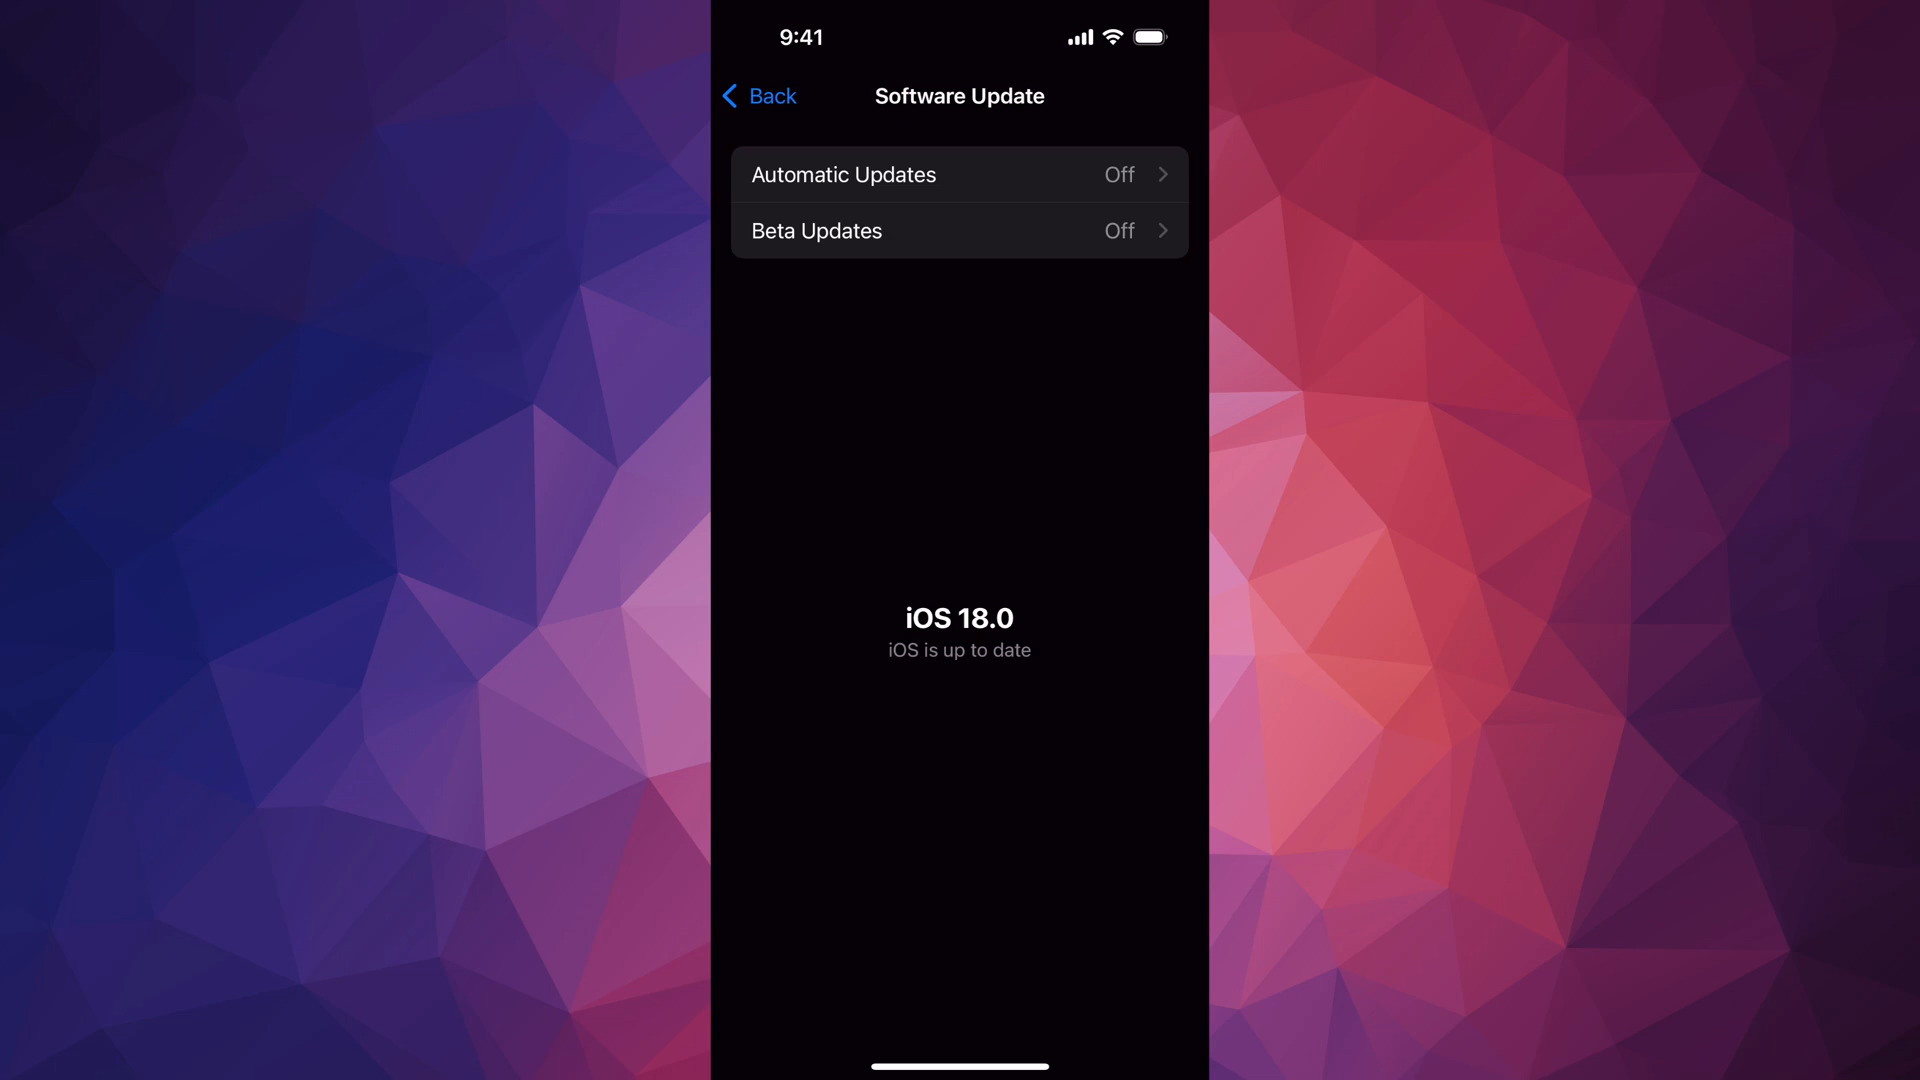 9:41
Back
Software Update
Automatic Updates Off
Beta Updates Off
iOS 18.0
iOS is up to date